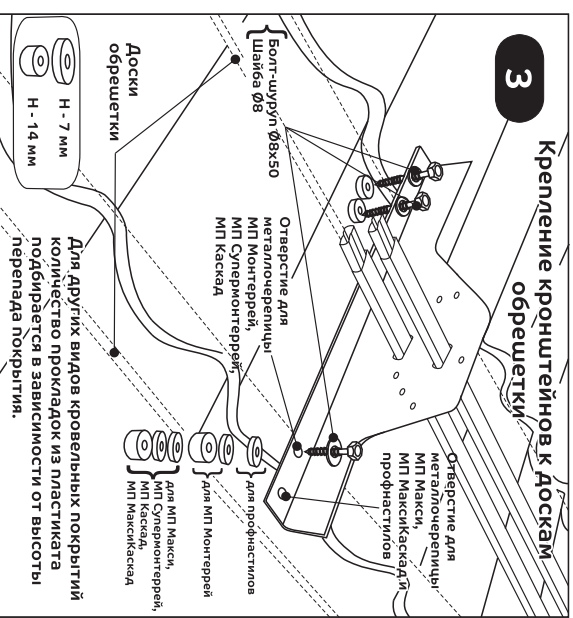 3
Крепление кронштейнов к доскам
обрешетки
Болт-шуруп Ø8x50
Шайба Ø8
Доски
обрешетки
H - 7 мм
H - 14 мм
Отверстие для
металлочерепицы
МП Монтеррей,
МП Супермонтеррей,
МП Каскад
Отверстие для
металлочерепицы
МП Макси,
МП МаксиКаскад и
профнастилов
для профнастилов
для МП Монтеррей
для МП Макси,
МП Супермонтеррей,
МП Каскад,
МП МаксиКаскад
Для других видов кровельных покрытий
количество прокладок из пластиката
подбирается в зависимости от высоты
перепада покрытия.